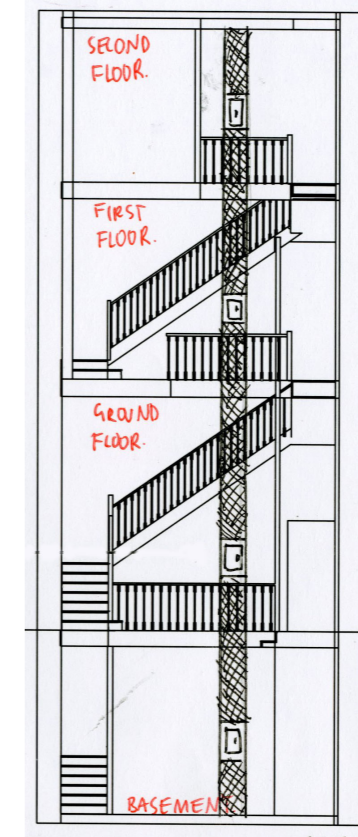 SECOND
FLOOR.
FIRST
FLOOR.
GROUND
FLOOR.
BASEMENT